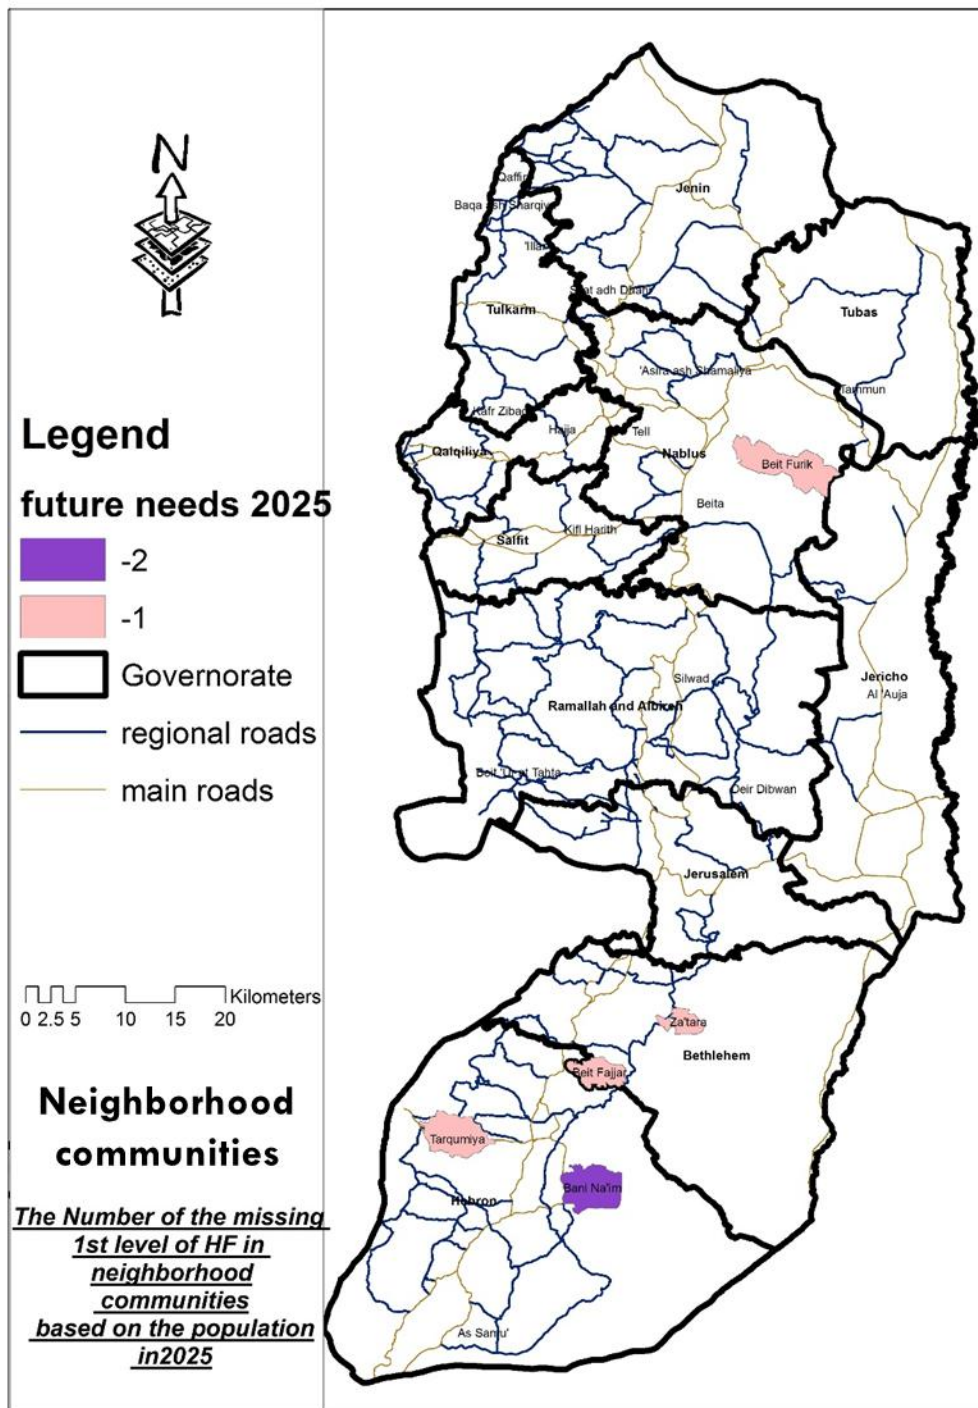 N
Legend
future needs 2025
-2
-1
Governorate
regional roads
main roads
Kilometers
0 2.5 5 10 15 20
Neighborhood
communities
The Number of the missing
1st level of HF in
neighborhood
communities
based on the population
in2025
Qaffin
Jenin
Baqa ash Sharqiya
'Illar
Tulkarm
Tubas
'Asira ash Shamaliya
Tammun
Kafr Zibad
Hajja
Tell
Qalqiliya
Nablus
Beit Furik
Beita
Kifl Harith
Salfit
Silwad
Jericho
Al 'Auja
Ramallah and Albireh
Beit 'Ur at Tahta
Deir Dibwan
Jerusalem
Za'tara
Bethlehem
Beit Fajjar
Tarqumiya
Bani Na'im
Hebron
As Samu'